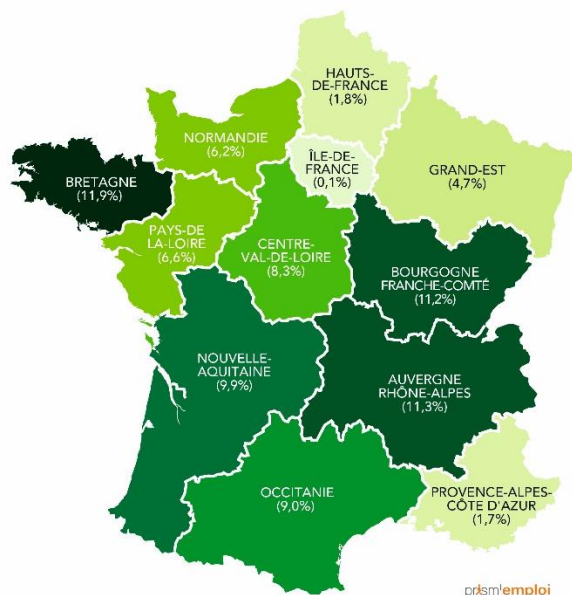 HAUTS-
DE-FRANCE
(1,8%)
NORMANDIE
(6,2%)
ÎLE-DE-
FRANCE
(0,1%)
GRAND-EST
(4,7%)
BRETAGNE
(11,9%)
PAYS-DE
LA-LOIRE
(6,6%)
CENTRE-
VAL-DE-LOIRE
(8,3%)
BOURGOGNE
FRANCHE-COMTÉ
(11,2%)
NOUVELLE-
AQUITAINE
(9,9%)
AUVERGNE
RHÔNE-ALPES
(11,3%)
OCCITANIE
(9,0%)
PROVENCE-ALPES-
CÔTE D'AZUR
(1,7%)
prism'emploi